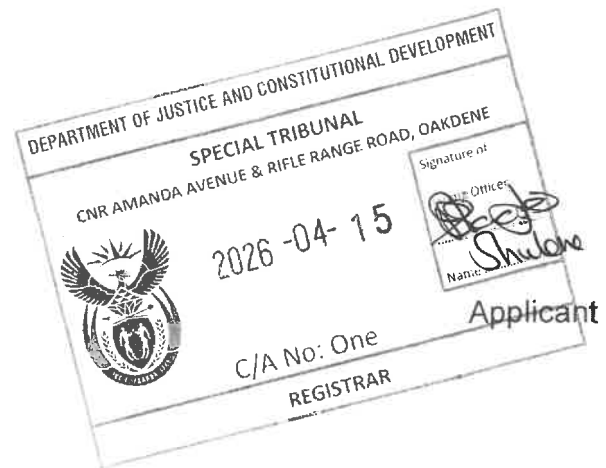 DEPARTMENT OF JUSTICE AND CONSTITUTIONAL DEVELOPMENT
SPECIAL TRIBUNAL
CNR AMANDA AVENUE & RIFLE RANGE ROAD, OAKDENE
Signature of
Officer
2026 -04- 15
Name
Applicant
C/A No: One
REGISTRAR